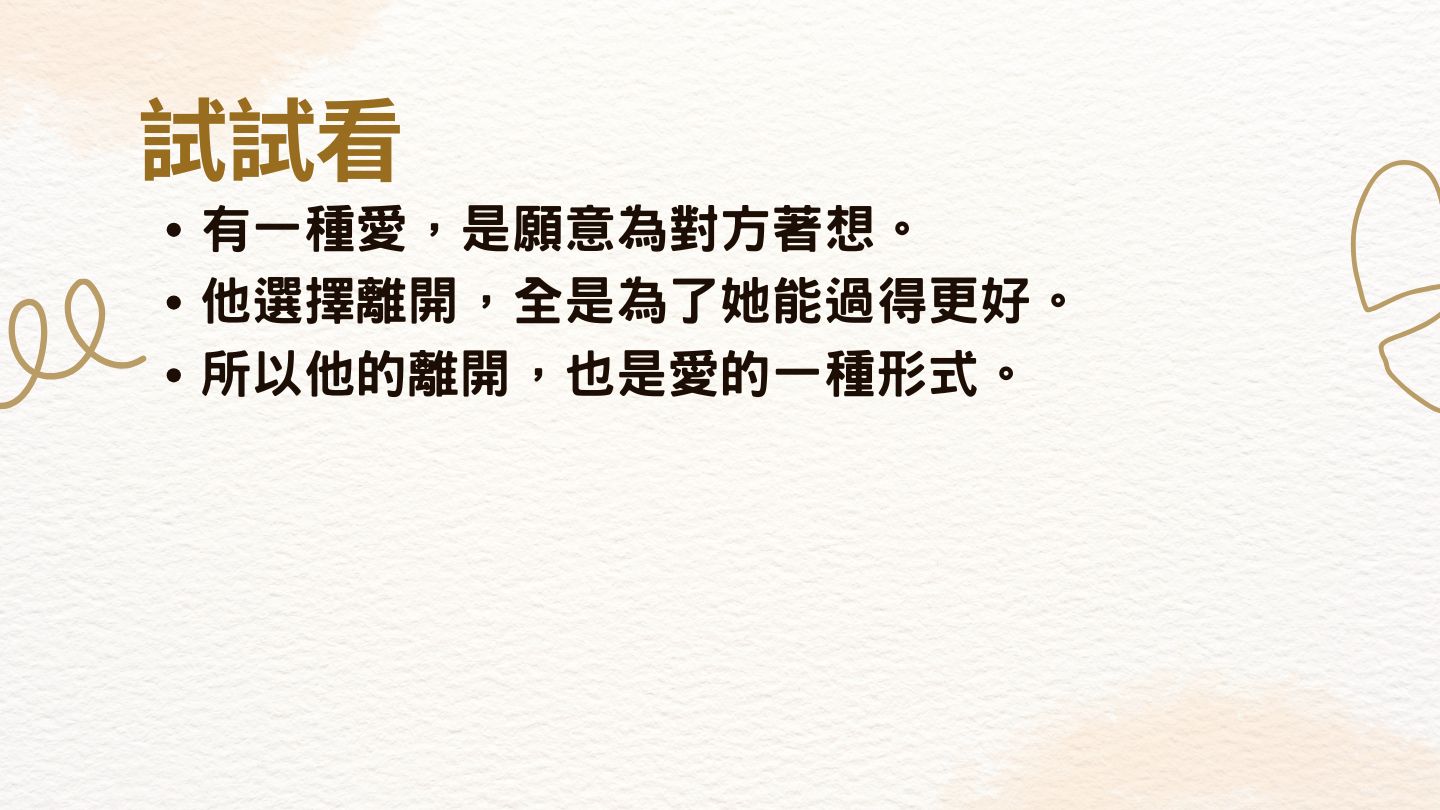 試試看
• 有一種愛，是願意為對方著想。
• 他選擇離開，全是為了她能過得更好。
• 所以他的離開，也是愛的一種形式。